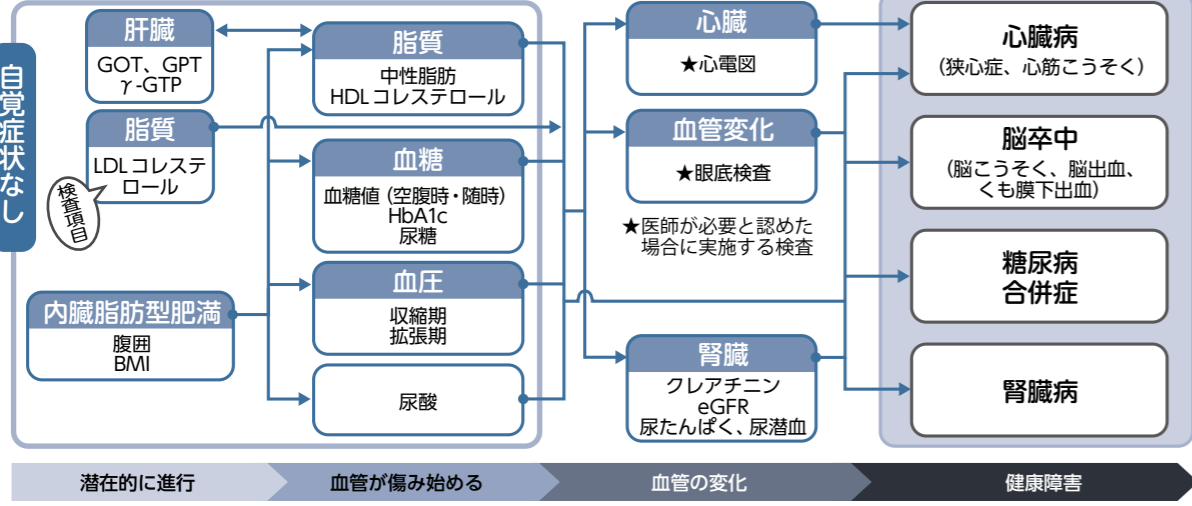 自覚症状なし
肝臓
GOT、GPT
γ-GTP
脂質
LDLコレステ
ロール
検査項目
内臓脂肪型肥満
腹囲
BMI
脂質
中性脂肪
HDLコレステロール
血糖
血糖値（空腹時・随時）
HbA1c
尿糖
血圧
収縮期
拡張期
尿酸
心臓
★心電図
血管変化
★眼底検査
★医師が必要と認めた
場合に実施する検査
腎臓
クレアチニン
eGFR
尿たんぱく、尿潜血
心臓病
（狭心症、心筋こうそく）
脳卒中
（脳こうそく、脳出血、
くも膜下出血）
糖尿病
合併症
腎臓病
潜在的に進行
血管が傷み始める
血管の変化
健康障害